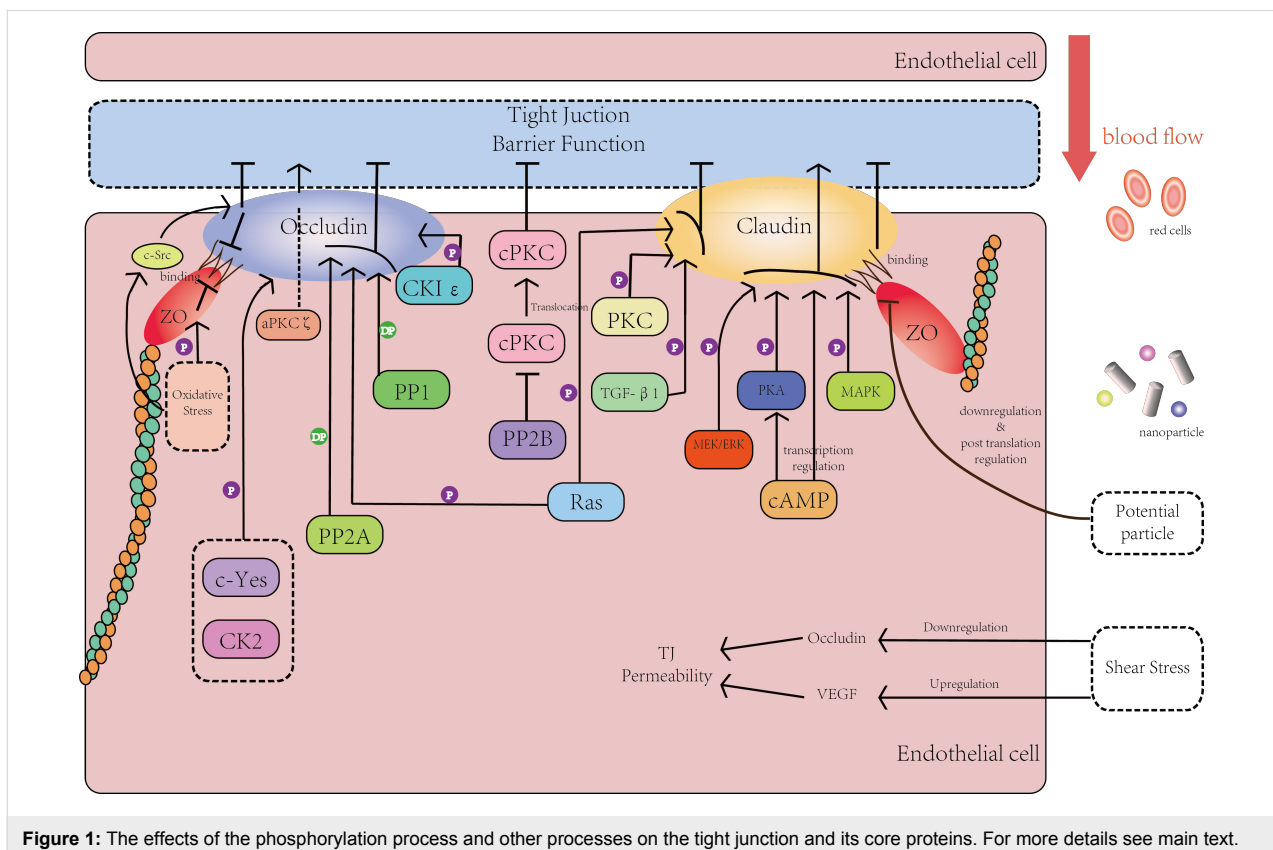 Endothelial cell
Tight Juction
Barrier Function
blood flow
red cells
Occludin
Claudin
c-Src
binding
binding
P
cPKC
CKI ε
ZO
ZO
aPKC ζ
Translocation
P
PKC
cPKC
DP
P
P
P
P
P
Oxidative
Stress
PP1
TGF- β 1
PKA
MAPK
P
nanoparticle
downregulation
&
post translation
regulation
DP
PP2B
MEK/ERK
transcriptiom
regulation
P
P
Ras
cAMP
PP2A
Potential
particle
c-Yes
CK2
Occludin
Downregulation
TJ
Permeability
Shear Stress
VEGF
Upregulation
Endothelial cell
Figure 1: The effects of the phosphorylation process and other processes on the tight junction and its core proteins. For more details see main text.